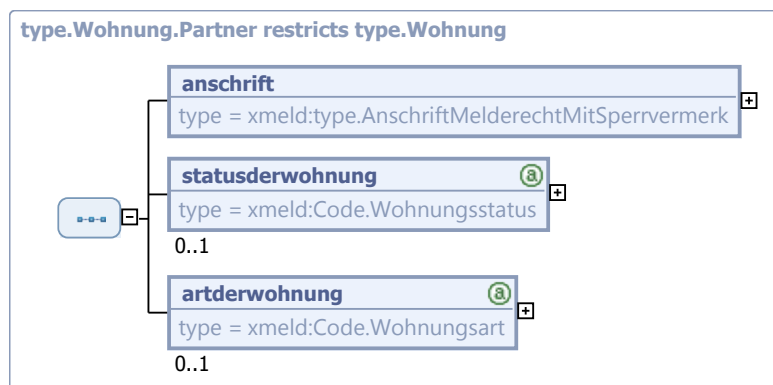 type.Wohnung.Partner restricts type.Wohnung
anschrift
type = xmeld:type.AnschriftMelderechtMitSperrvermerk
statusderwohnung a
type = xmeld:Code.Wohnungsstatus
0..1
artderwohnung a
type = xmeld:Code.Wohnungsart
0..1